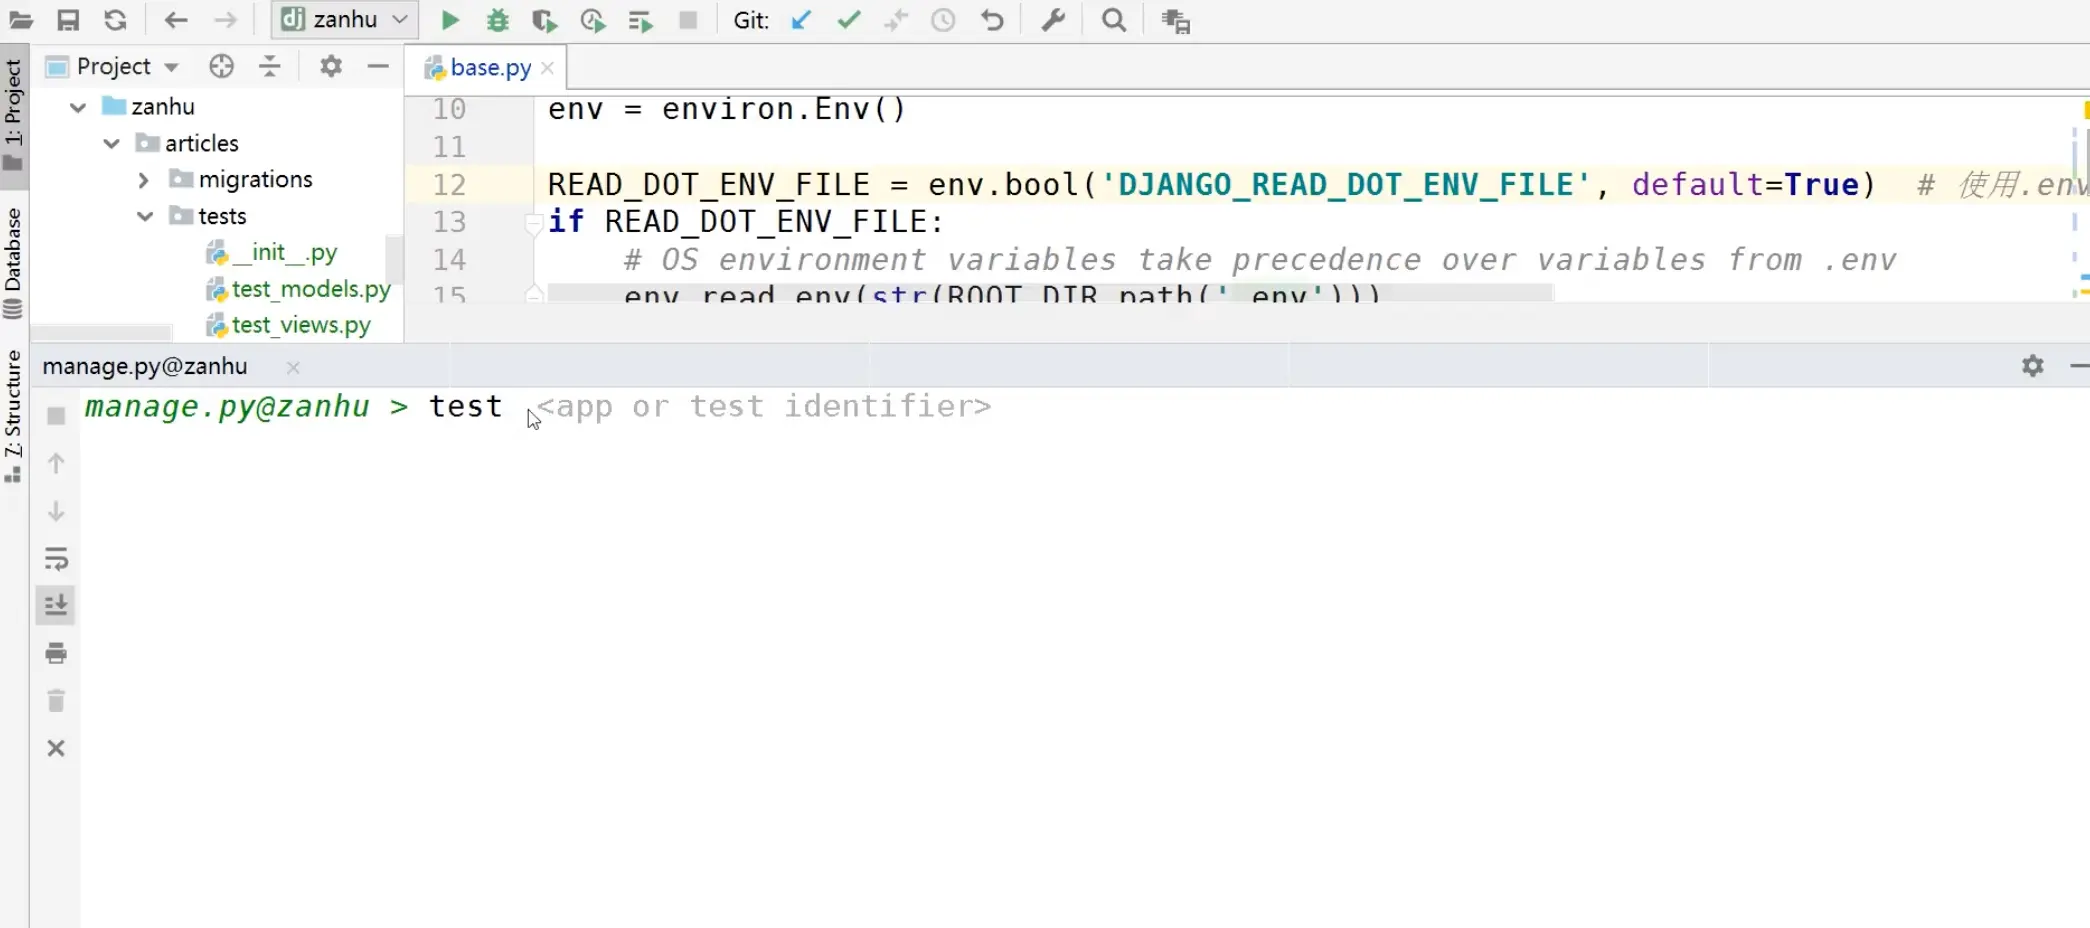 zanhu
Git:
1: Project
Database
Z: Structure
Project
base.py
zanhu
articles
migrations
tests
__init__.py
test_models.py
test_views.py
10 env = environ.Env()
11
12 READ_DOT_ENV_FILE = env.bool('DJANGO_READ_DOT_ENV_FILE', default=True) # 使用.env
13 if READ_DOT_ENV_FILE:
14 # OS environment variables take precedence over variables from .env
15 env.read_env(str(ROOT_DIR.path('.env')))
manage.py@zanhu
manage.py@zanhu > test <app or test identifier>